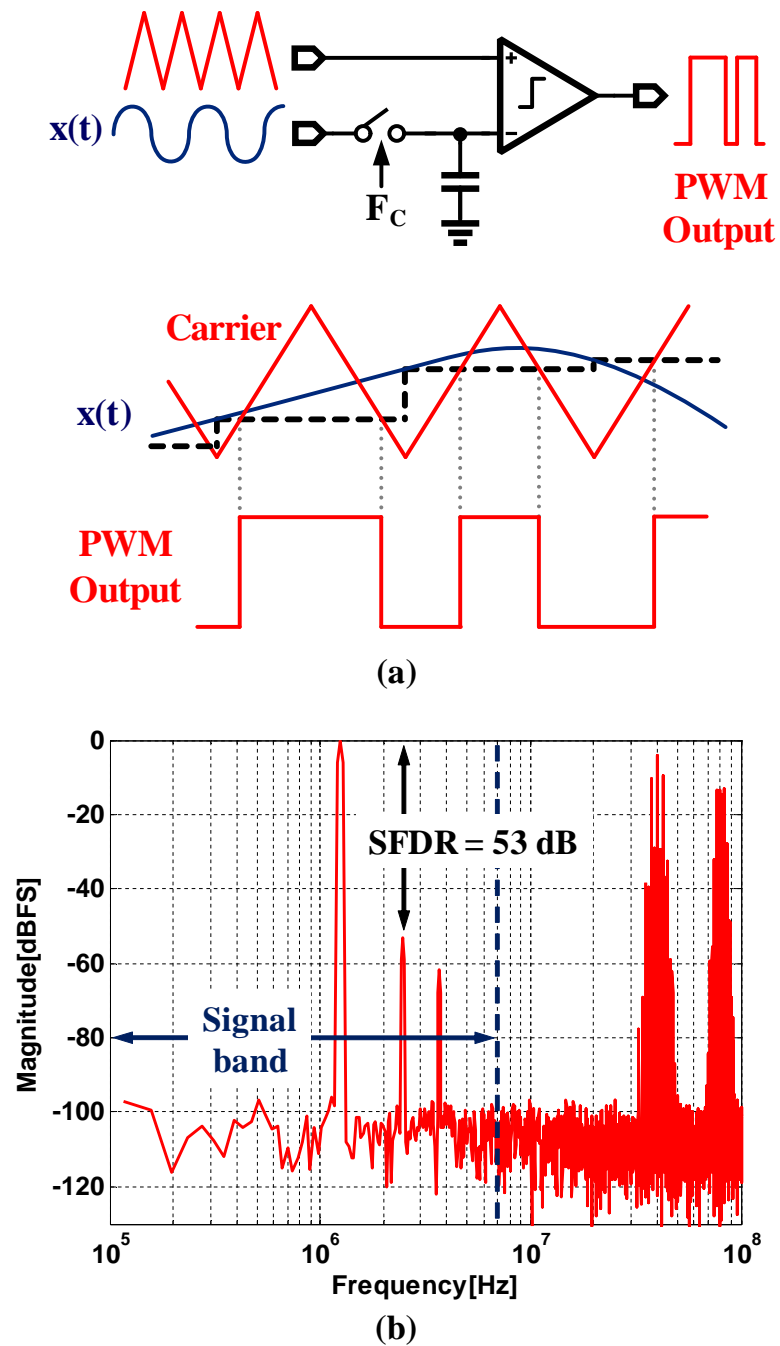 x(t)
+
−
F_C
PWM
Output
Carrier
x(t)
PWM
Output
(a)
0
-20
-40
-60
-80
-100
-120
Magnitude[dBFS]
SFDR = 53 dB
Signal
band
10^5
10^6
10^7
10^8
Frequency[Hz]
(b)